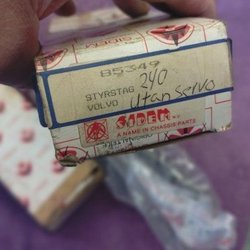 85349
STYRSTAG 240
VOLVO Utan servo
SIDEM
A NAME IN CHASSIS-PARTS